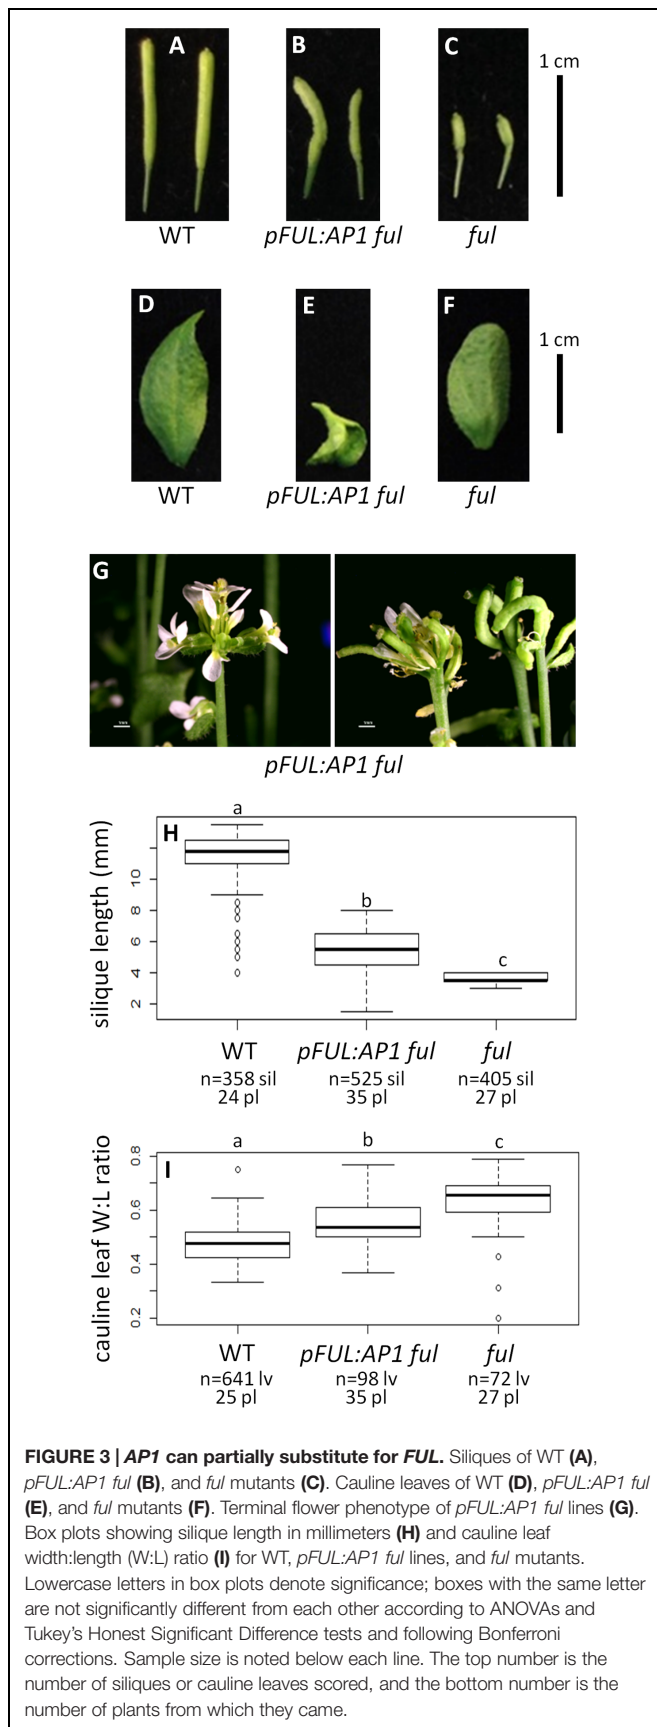 A
B
C
1 cm
WT
pFUL:AP1 ful
ful
D
E
F
1 cm
WT
pFUL:AP1 ful
ful
G
pFUL:AP1 ful
silique length (mm)
H
a
b
c
10
8
6
4
2
WT
pFUL:AP1 ful
ful
n=358 sil
n=525 sil
n=405 sil
24 pl
35 pl
27 pl
cauline leaf W:L ratio
I
a
b
c
0.8
0.6
0.4
0.2
WT
pFUL:AP1 ful
ful
n=641 lv
n=98 lv
n=72 lv
25 pl
35 pl
27 pl
FIGURE 3 | AP1 can partially substitute for FUL. Siliques of WT (A),
pFUL:AP1 ful (B), and ful mutants (C). Cauline leaves of WT (D), pFUL:AP1 ful
(E), and ful mutants (F). Terminal flower phenotype of pFUL:AP1 ful lines (G).
Box plots showing silique length in millimeters (H) and cauline leaf
width:length (W:L) ratio (I) for WT, pFUL:AP1 ful lines, and ful mutants.
Lowercase letters in box plots denote significance; boxes with the same letter
are not significantly different from each other according to ANOVAs and
Tukey's Honest Significant Difference tests and following Bonferroni
corrections. Sample size is noted below each line. The top number is the
number of siliques or cauline leaves scored, and the bottom number is the
number of plants from which they came.